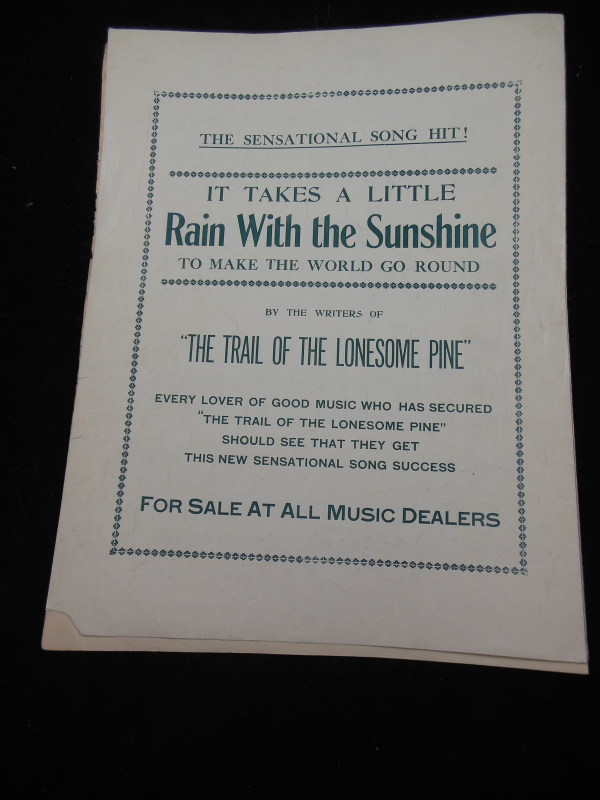 THE SENSATIONAL SONG HIT!
IT TAKES A LITTLE
Rain With the Sunshine
TO MAKE THE WORLD GO ROUND
BY THE WRITERS OF
"THE TRAIL OF THE LONESOME PINE"
EVERY LOVER OF GOOD MUSIC WHO HAS SECURED
"THE TRAIL OF THE LONESOME PINE"
SHOULD SEE THAT THEY GET
THIS NEW SENSATIONAL SONG SUCCESS
FOR SALE AT ALL MUSIC DEALERS